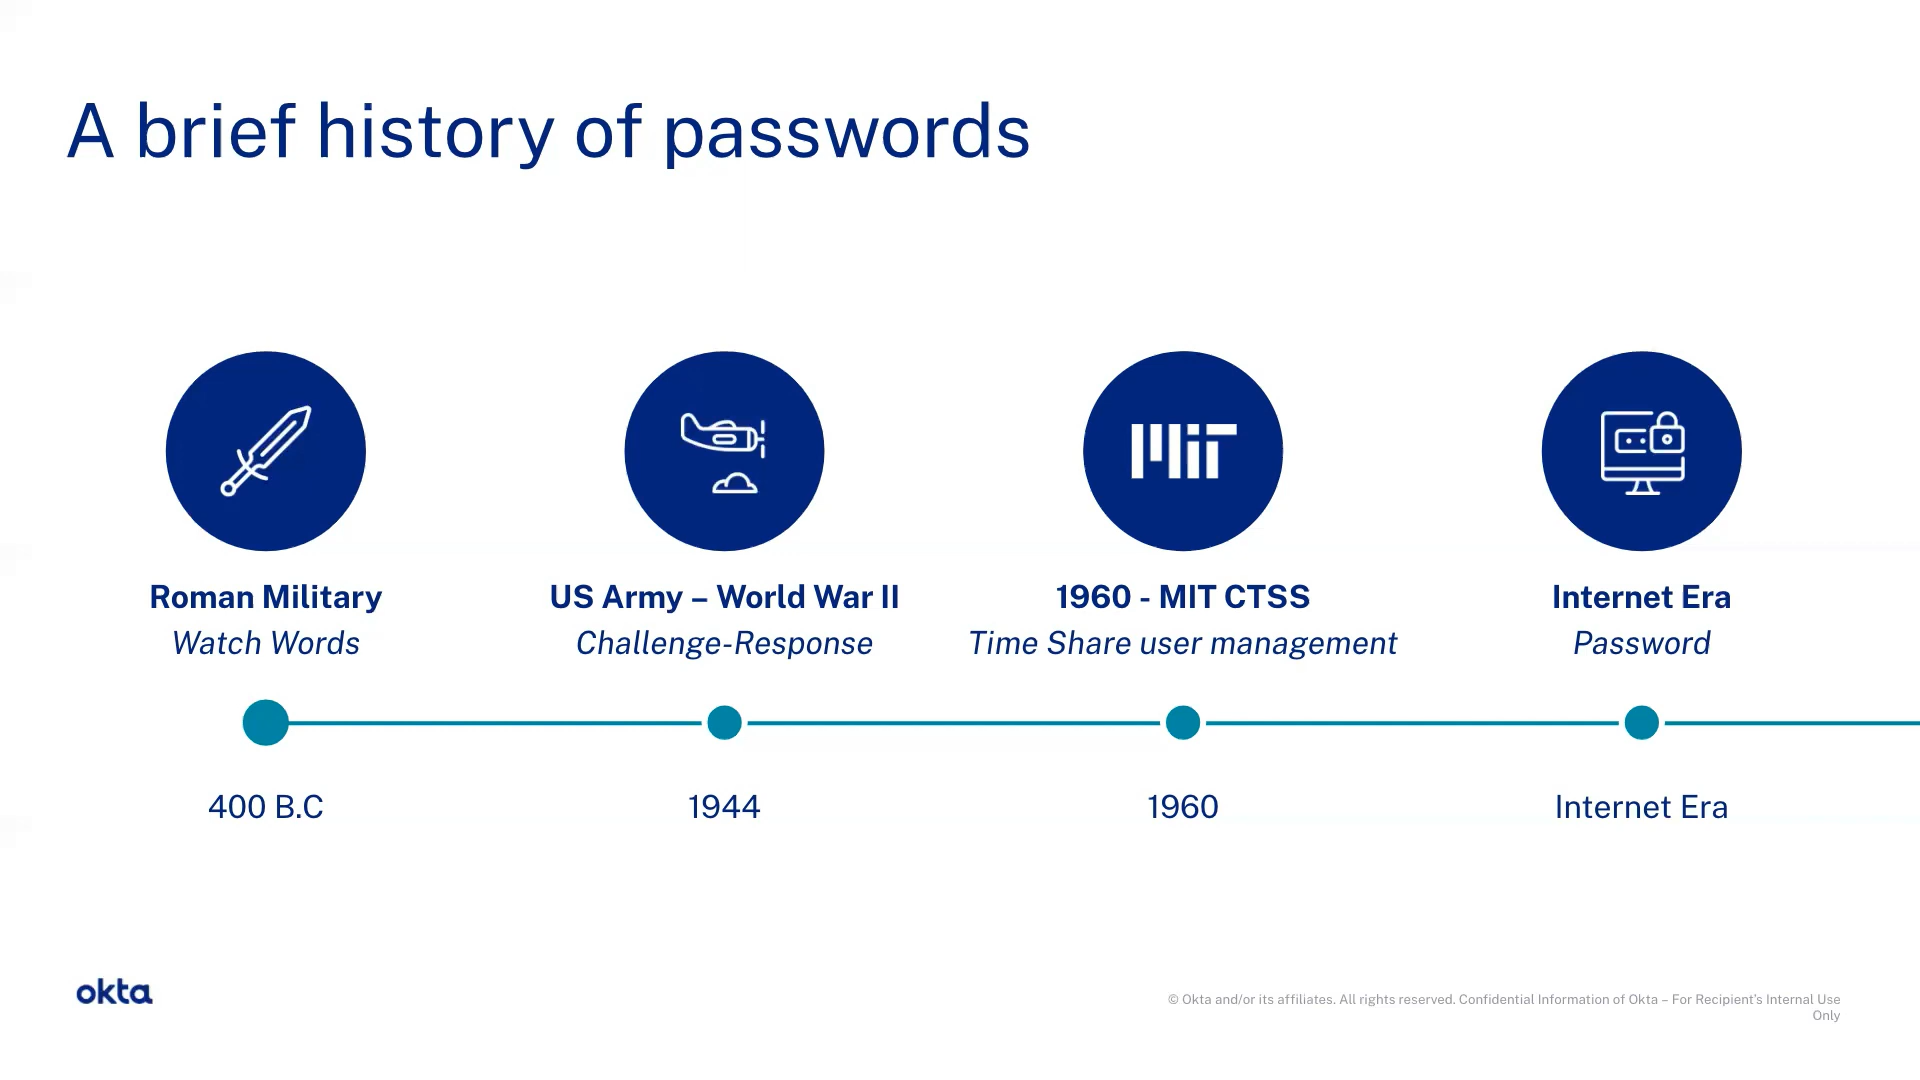 A brief history of passwords
MIT
Roman Military
Watch Words
US Army – World War II
Challenge-Response
1960 - MIT CTSS
Time Share user management
Internet Era
Password
400 B.C
1944
1960
Internet Era
okta
© Okta and/or its affiliates. All rights reserved. Confidential Information of Okta – For Recipient’s Internal Use
Only